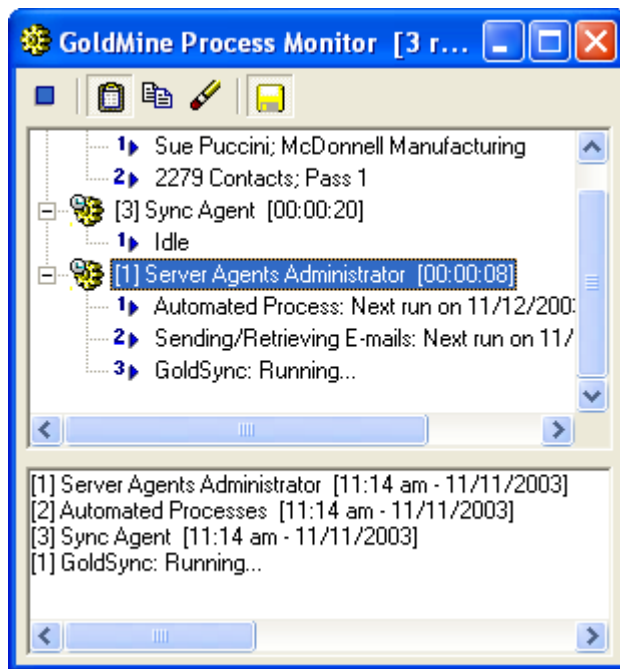 GoldMine Process Monitor [3 r...
1 Sue Puccini; McDonnell Manufacturing
2 2279 Contacts; Pass 1
[3] Sync Agent [00:00:20]
1 Idle
[1] Server Agents Administrator [00:00:08]
1 Automated Process: Next run on 11/12/200
2 Sending/Retrieving E-mails: Next run on 11/
3 GoldSync: Running...
[1] Server Agents Administrator [11:14 am - 11/11/2003]
[2] Automated Processes [11:14 am - 11/11/2003]
[3] Sync Agent [11:14 am - 11/11/2003]
[1] GoldSync: Running...